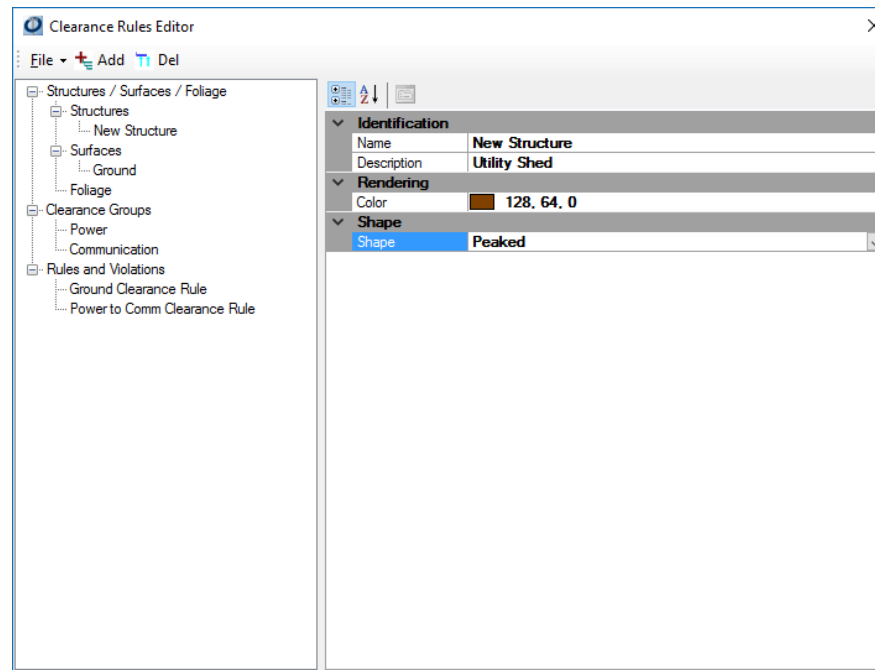 Clearance Rules Editor
File Add Del
Structures / Surfaces / Foliage
Structures
New Structure
Surfaces
Ground
Foliage
Clearance Groups
Power
Communication
Rules and Violations
Ground Clearance Rule
Power to Comm Clearance Rule
A Z
Identification
Name New Structure
Description Utility Shed
Rendering
Color 128, 64, 0
Shape
Shape Peaked